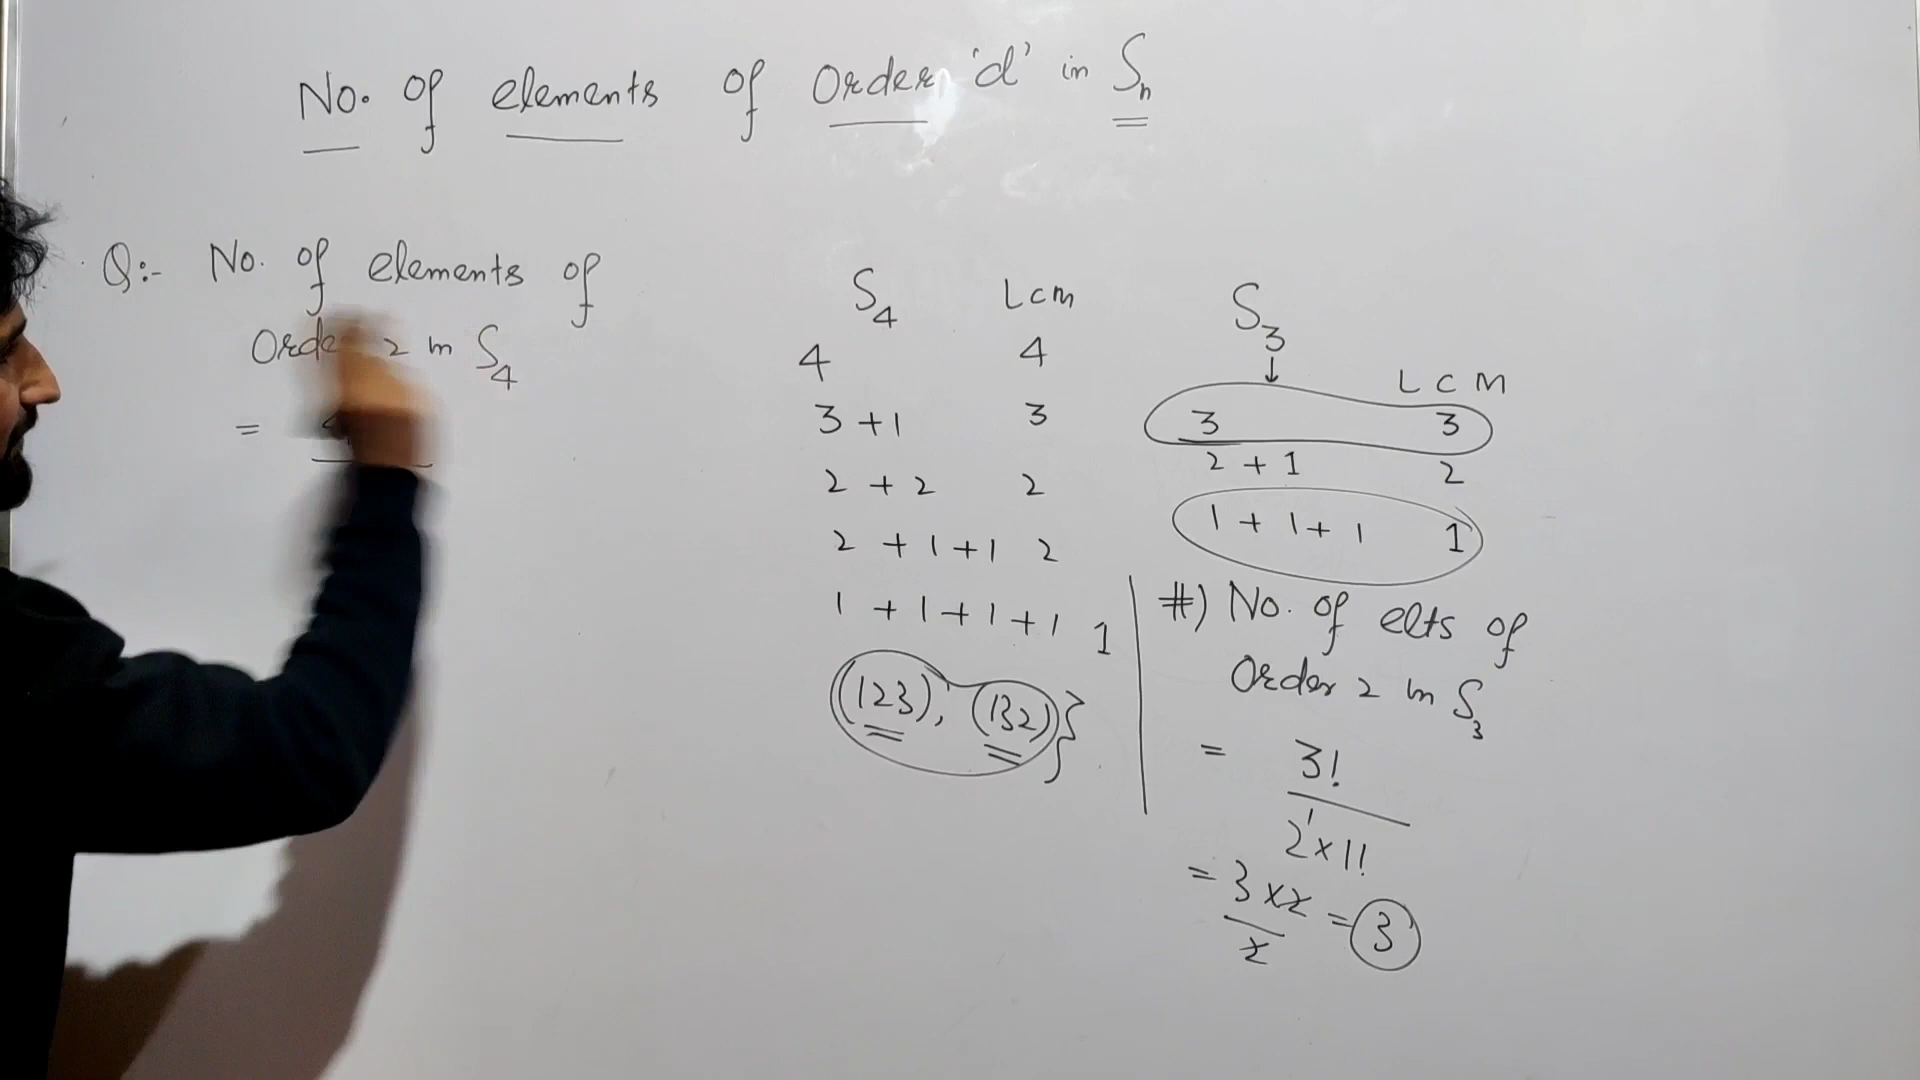 No. of elements of Order 'd' in Sn
Q:- No. of elements of
Order 2 in S4
=
S4 Lcm
4 4
3 + 1 3
2 + 2 2
2 + 1 + 1 2
1 + 1 + 1 + 1 1
(123), (132) }
S3
↓
L C M
3 3
2 + 1 2
1 + 1 + 1 1
#) No. of elts of
Order 2 in S3
= 3!
2¹ x 1!
= 3 x 2 = 3
2